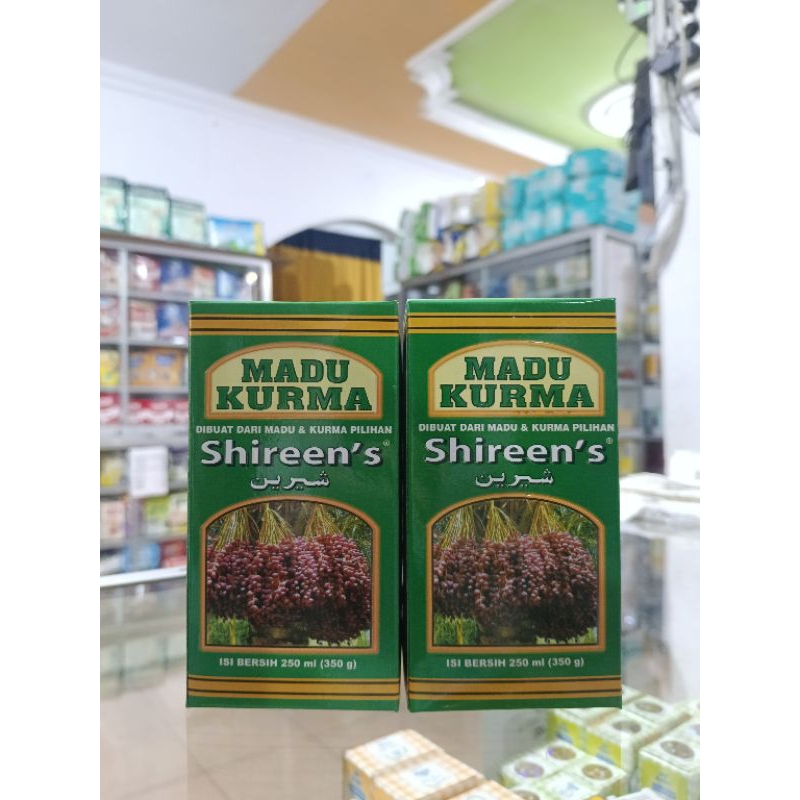 MADU
KURMA
DIBUAT DARI MADU & KURMA PILIHAN
Shireen's®
شيرين
ISI BERSIH 250 ml (350 g)
MADU
KURMA
DIBUAT DARI MADU & KURMA PILIHAN
Shireen's®
شيرين
ISI BERSIH 250 ml (350 g)